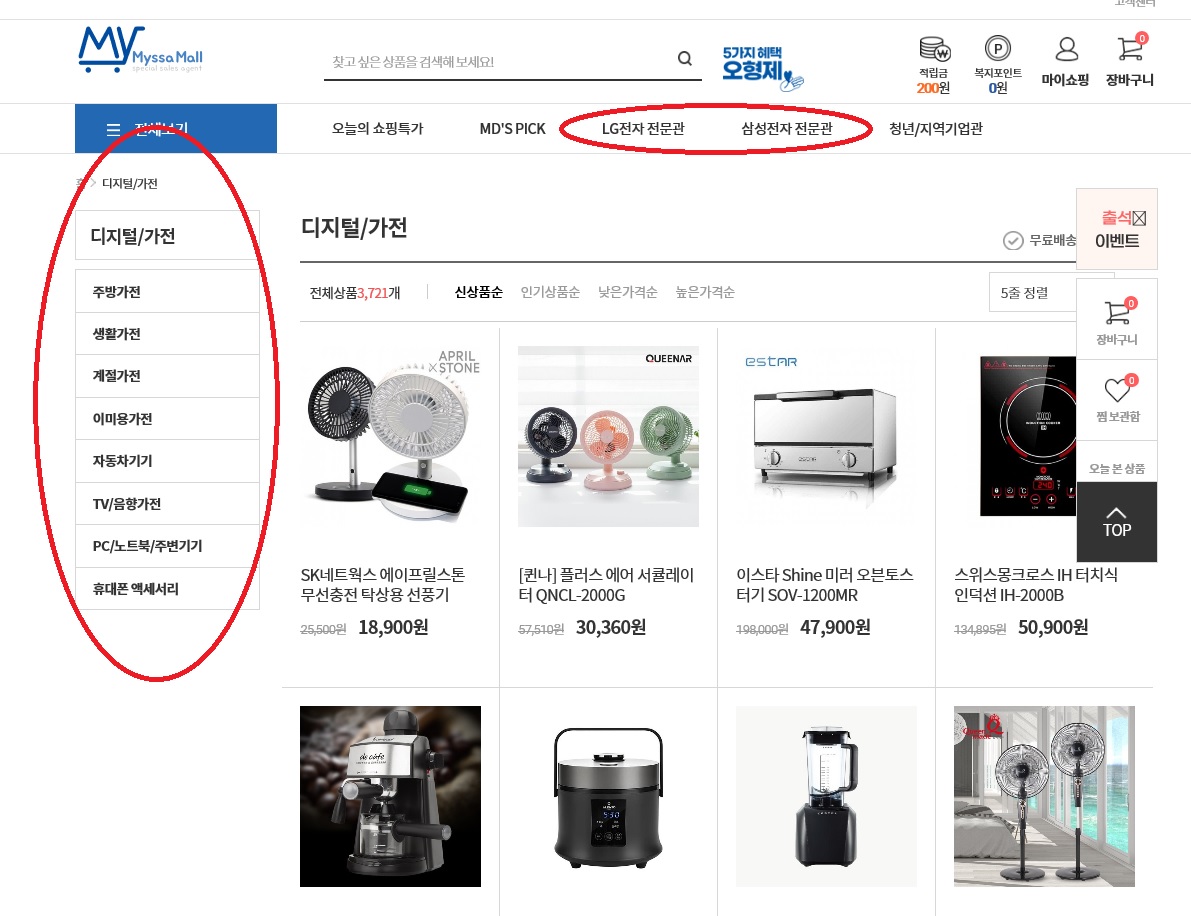 고객센터
Myssa Mall
special sales agent
찾고 싶은 상품을 검색해 보세요!
5가지 혜택
오형제
적립금
200원
P
복지포인트
0원
마이쇼핑
0
장바구니
전체보기
오늘의 쇼핑특가
MD'S PICK
LG전자 전문관
삼성전자 전문관
청년/지역기업관
홈 > 디지털/가전
디지털/가전
주방가전
생활가전
계절가전
이미용가전
자동차기기
TV/음향가전
PC/노트북/주변기기
휴대폰 액세서리
디지털/가전
무료배송
전체상품3,721개
신상품순
인기상품순
낮은가격순
높은가격순
5줄 정렬
출석
이벤트
0
장바구니
0
찜 보관함
오늘 본 상품
TOP
APRIL
STONE
QUEENAR
estar
estar
INDUCTION COOKER
SK네트웍스 에이프릴스톤
무선충전 탁상용 선풍기
25,500원 18,900원
[퀸나] 플러스 에어 서큘레이
터 QNCL-2000G
57,510원 30,360원
이스타 Shine 미러 오븐토스
터기 SOV-1200MR
198,000원 47,900원
스위스몽크로스 IH 터치식
인덕션 IH-2000B
134,895원 50,900원
de cafe